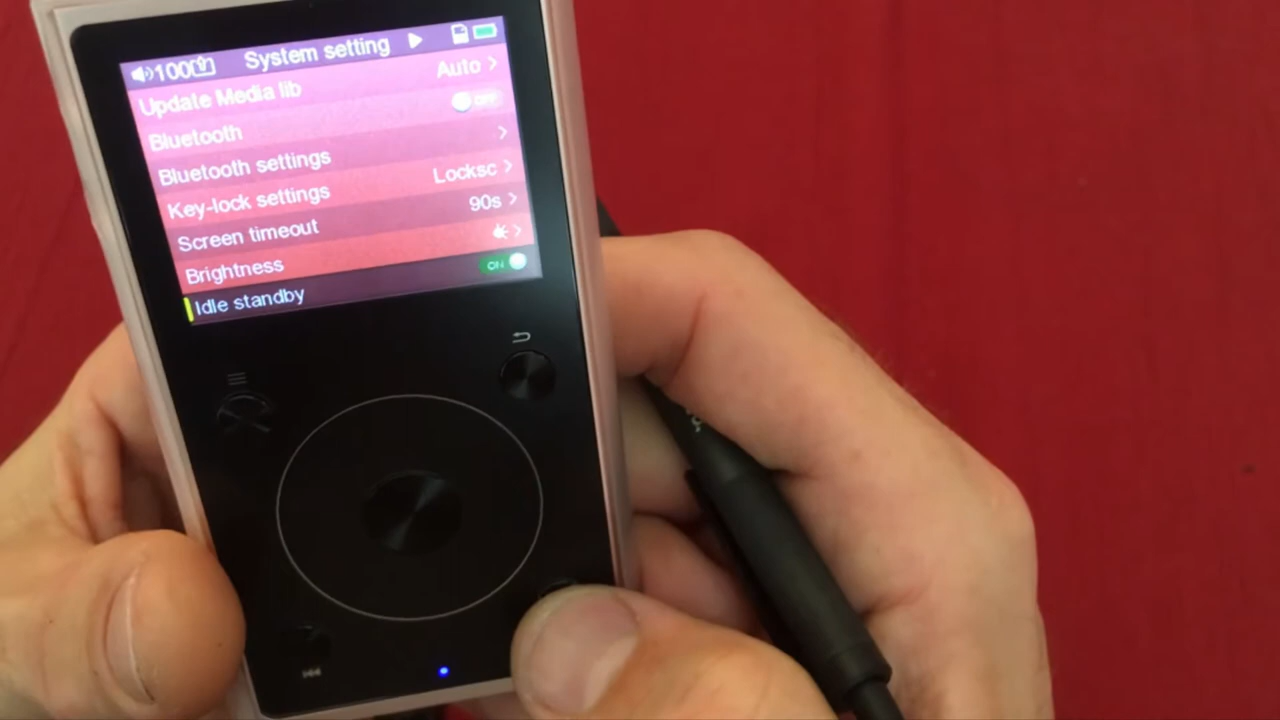 100 System setting
Update Media lib Auto >
Bluetooth OFF
Bluetooth settings >
Key-lock settings Locksc >
Screen timeout 90s >
Brightness >
Idle standby ON